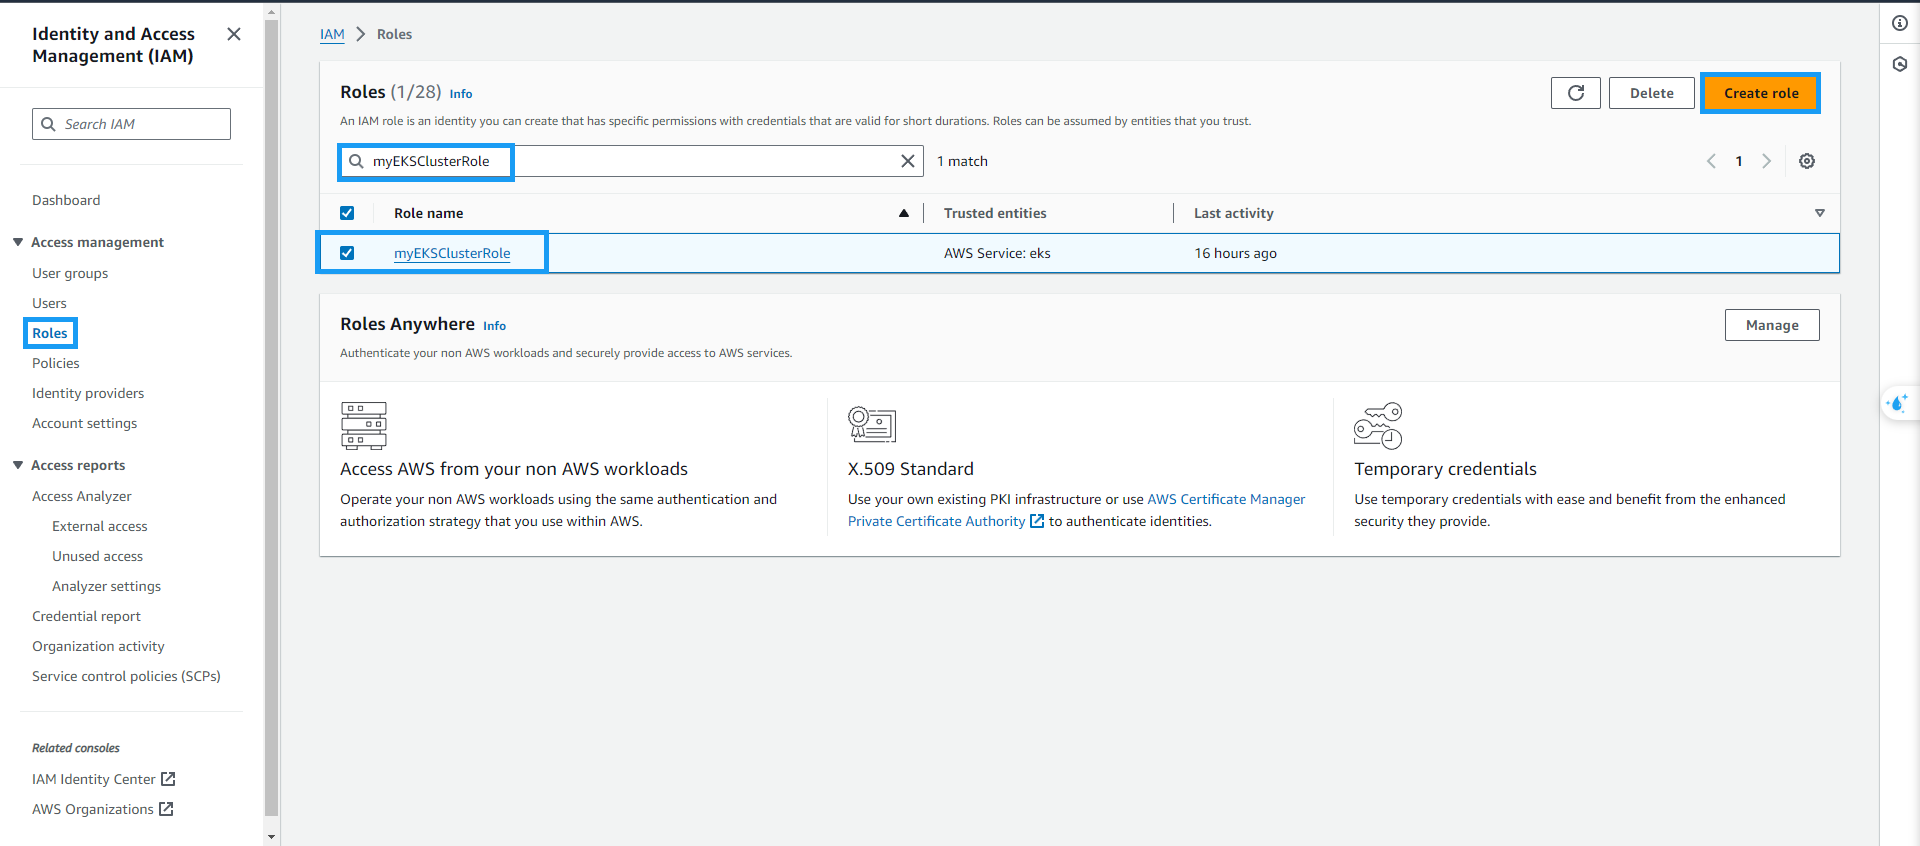 Identity and Access
Management (IAM)
Search IAM
Dashboard
Access management
User groups
Users
Roles
Policies
Identity providers
Account settings
Access reports
Access Analyzer
External access
Unused access
Analyzer settings
Credential report
Organization activity
Service control policies (SCPs)
Related consoles
IAM Identity Center
AWS Organizations
IAM > Roles
Roles (1/28) Info
Delete
Create role
An IAM role is an identity you can create that has specific permissions with credentials that are valid for short durations. Roles can be assumed by entities that you trust.
myEKSClusterRole
1 match
1
Role name Trusted entities Last activity
myEKSClusterRole AWS Service: eks 16 hours ago
Roles Anywhere Info
Manage
Authenticate your non AWS workloads and securely provide access to AWS services.
Access AWS from your non AWS workloads
Operate your non AWS workloads using the same authentication and
authorization strategy that you use within AWS.
X.509 Standard
Use your own existing PKI infrastructure or use AWS Certificate Manager
Private Certificate Authority to authenticate identities.
Temporary credentials
Use temporary credentials with ease and benefit from the enhanced
security they provide.